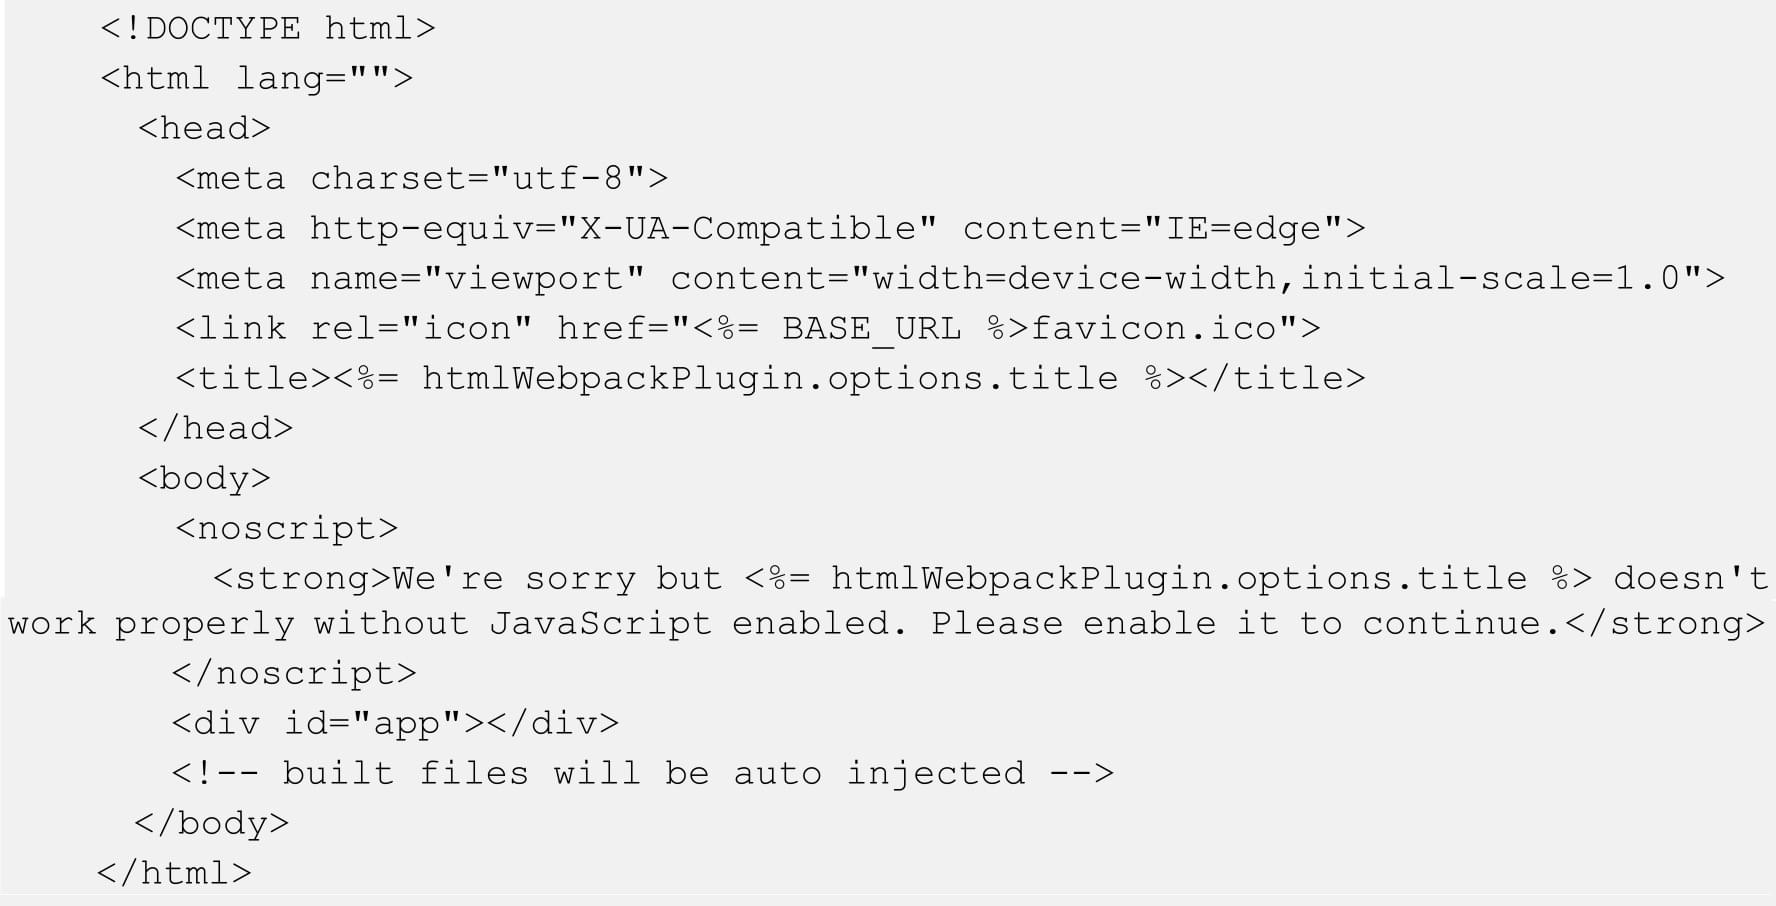 <!DOCTYPE html>
<html lang="">
<head>
<meta charset="utf-8">
<meta http-equiv="X-UA-Compatible" content="IE=edge">
<meta name="viewport" content="width=device-width,initial-scale=1.0">
<link rel="icon" href="<%= BASE_URL %>favicon.ico">
<title><%= htmlWebpackPlugin.options.title %></title>
</head>
<body>
<noscript>
<strong>We're sorry but <%= htmlWebpackPlugin.options.title %> doesn't
work properly without JavaScript enabled. Please enable it to continue.</strong>
</noscript>
<div id="app"></div>
<!-- built files will be auto injected -->
</body>
</html>